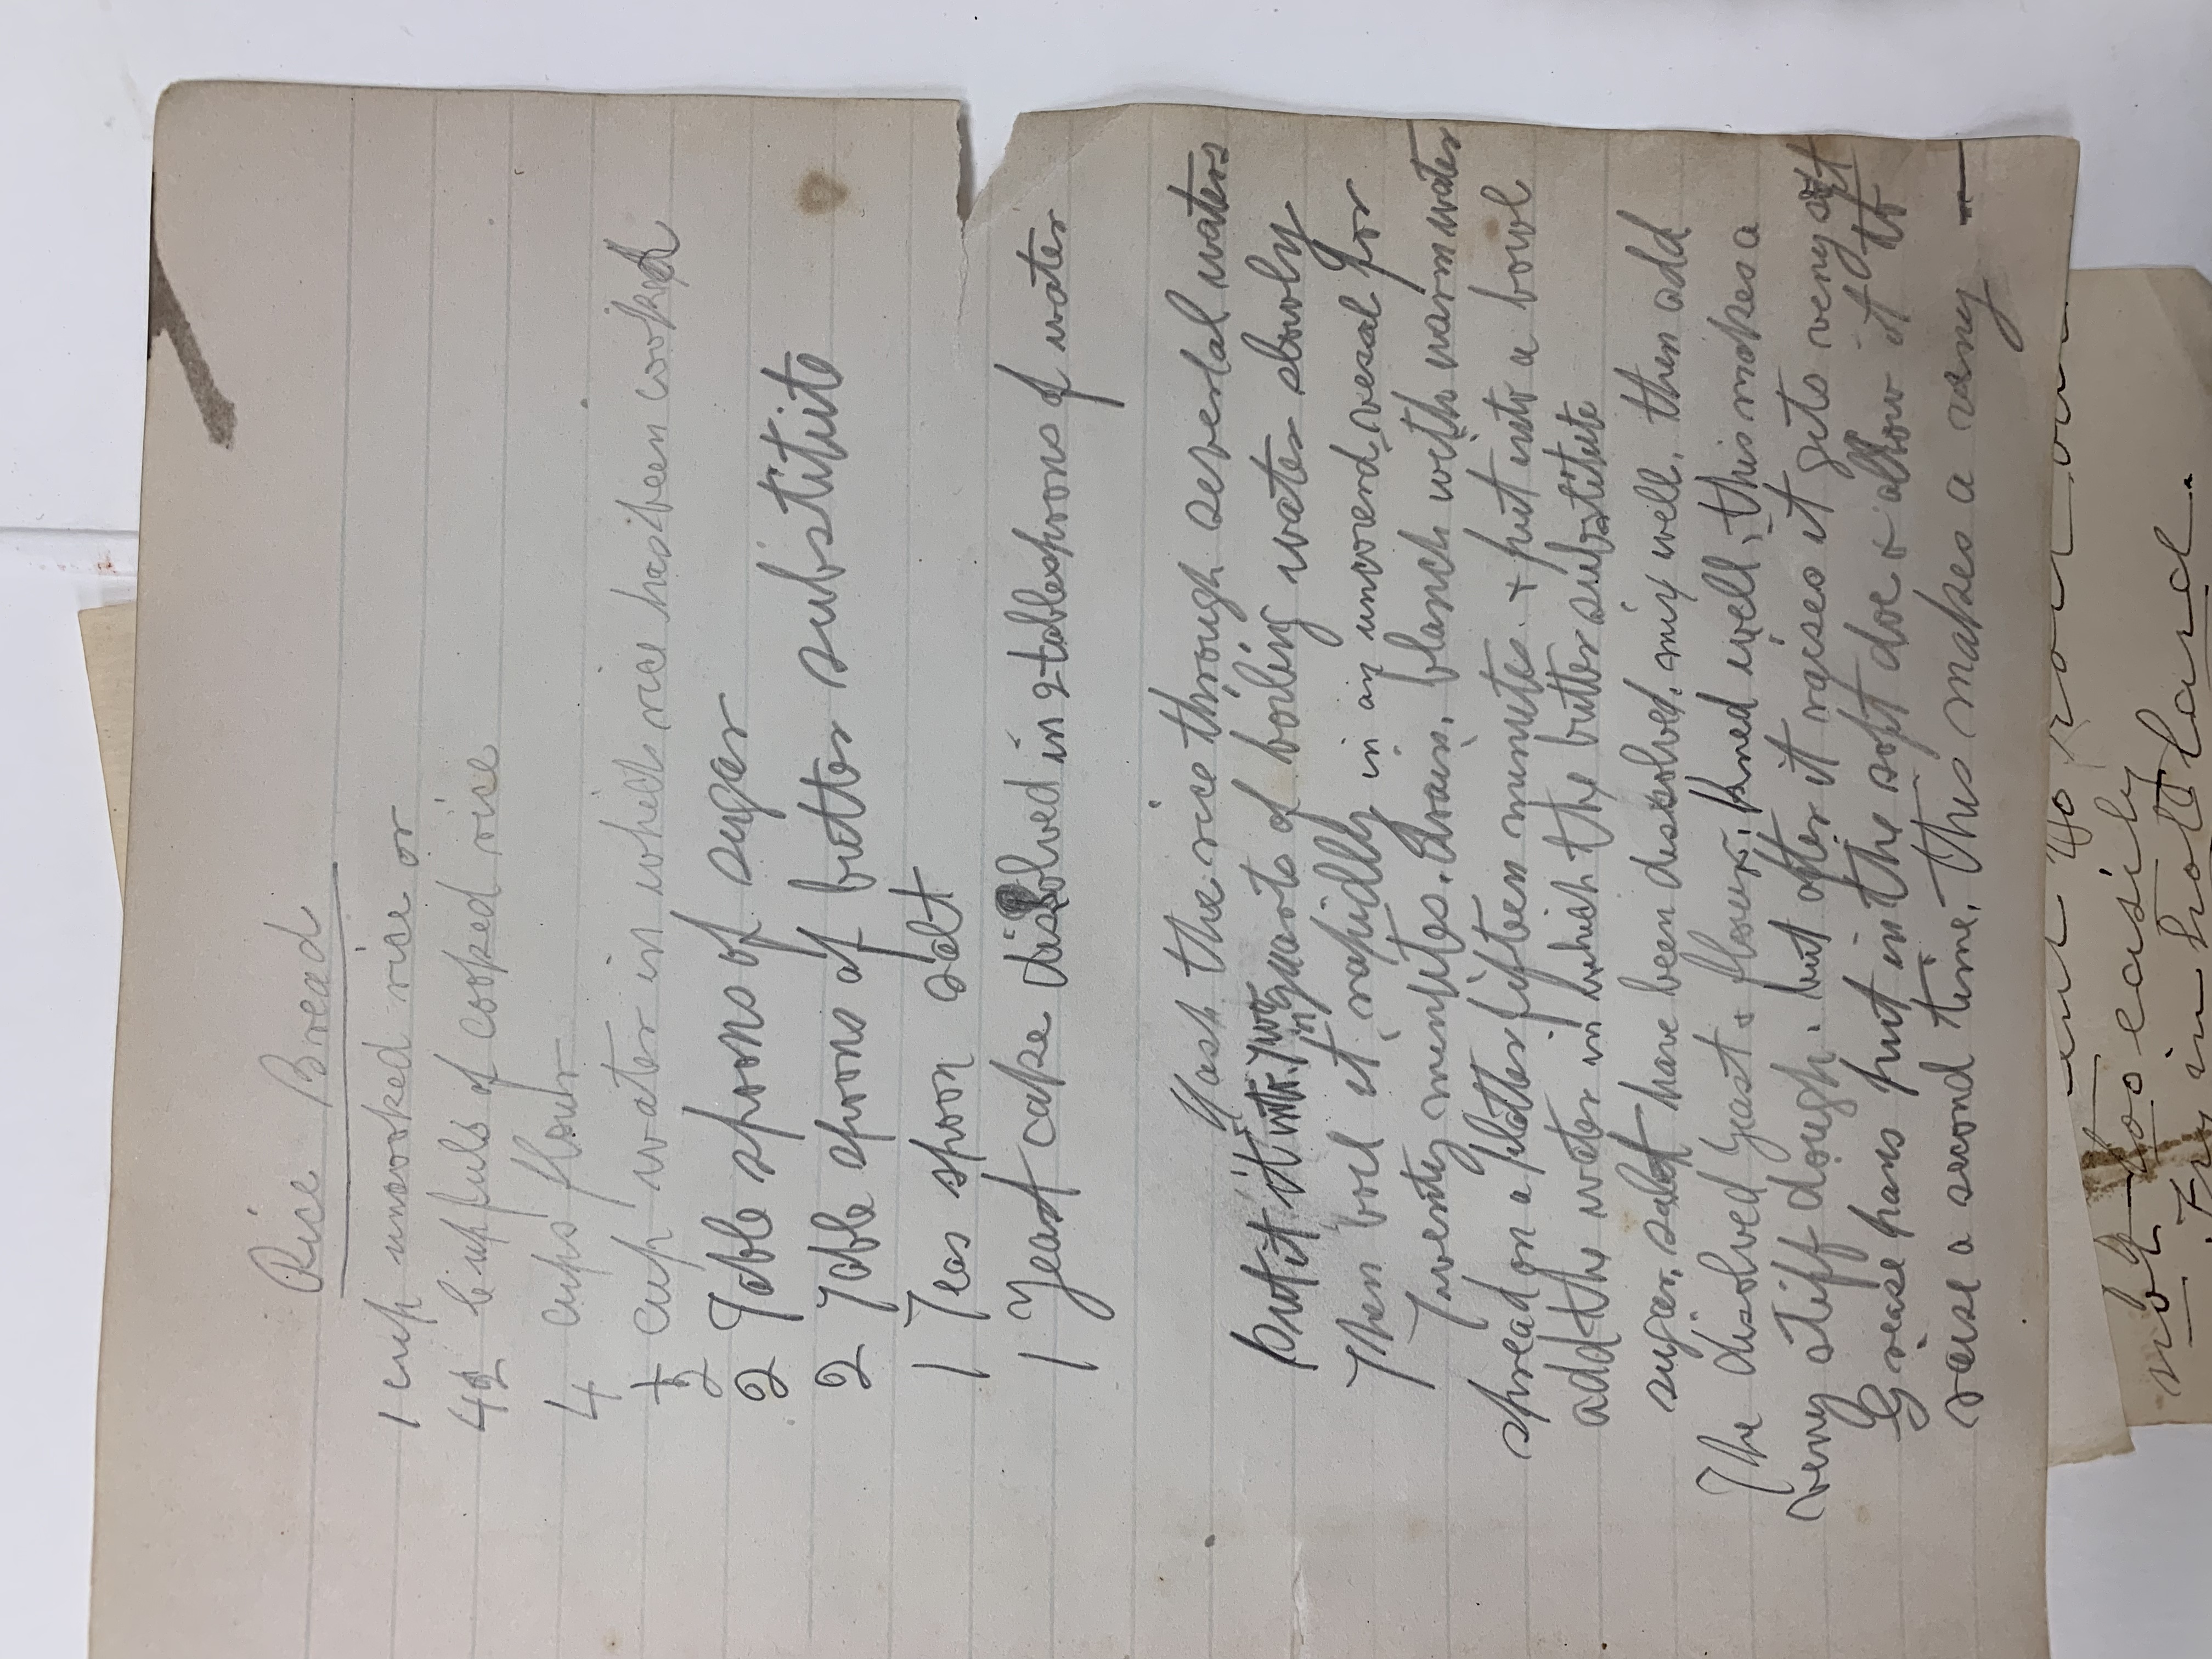 Rice Bread
1 cup uncooked rice or
4½ Cupfuls of cooked rice
4 cups flour
½ cup water in which rice has been cooked
2 Table spoons of sugar
2 Table spoons of butter substitute
1 Teas spoon salt
1 Yeast cake dissolved in 2 tablespoons of water
Wash the rice through severlal waters
Put it it into Two quarts of boiling water slowly
Then boil it in rapidly in an uncoverd vessal for
Twenty minutes. drain. blanch with warm water
spread on a platter fifteen minutes. + put into a bowl
add the water in which the butter substitute
sugar, salt have been dessolved. mix well. then add
The disolved yeast & flour. Kned well, this makes a
very stiff dough. but after it raises it gets very soft
Grease pans put in the soft doe & allow it to
raise a second time. this makes a very —
to roll out
not too easily
Fry in hot lard.